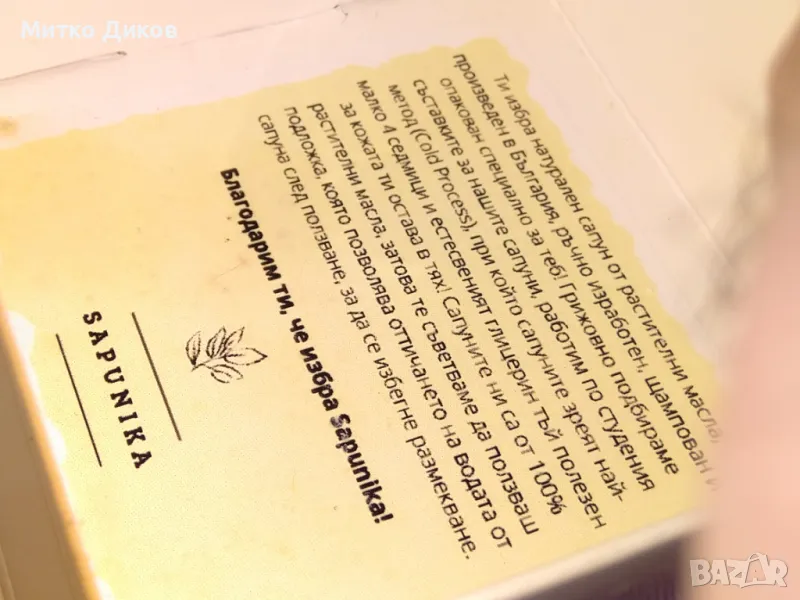 Митко Диков
Ти избра натурален сапун от растителни масла,
произведен в България, ръчно изработен, щампован и
опакован специално за теб! Грижовно подбираме
съставките за нашите сапуни, работим по студения
метод (Cold Process), при който сапуните зреят най-
малко 4 седмици и естесвеният глицерин тъй полезен
за кожата ти остава в тях! Сапуните ни са от 100%
растителни масла, затова те съветваме да ползваш
подложка, която позволява оттичането на водата от
сапуна след ползване, за да се избегне размекване.
Благодарим ти, че избра Sapunika!
SAPUNIKA
BAZAR